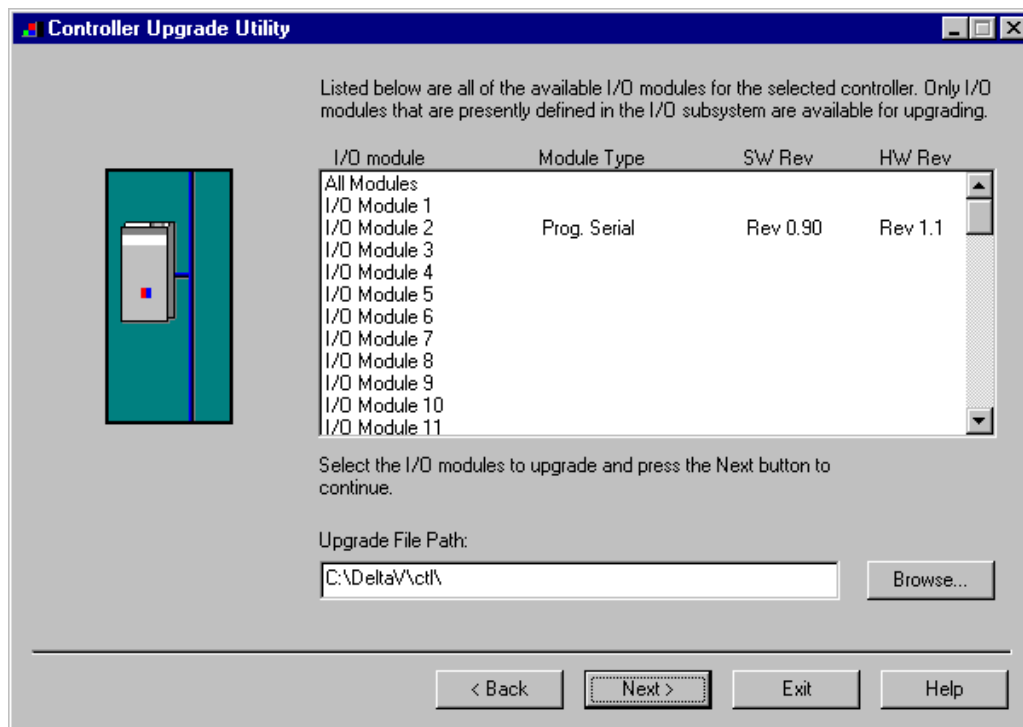 Controller Upgrade Utility
Listed below are all of the available I/O modules for the selected controller. Only I/O
modules that are presently defined in the I/O subsystem are available for upgrading.
I/O module Module Type SW Rev HW Rev
All Modules
I/O Module 1
I/O Module 2 Prog. Serial Rev 0.90 Rev 1.1
I/O Module 3
I/O Module 4
I/O Module 5
I/O Module 6
I/O Module 7
I/O Module 8
I/O Module 9
I/O Module 10
I/O Module 11
Select the I/O modules to upgrade and press the Next button to
continue.
Upgrade File Path:
C:\DeltaV\ctl\
Browse...
< Back Next > Exit Help